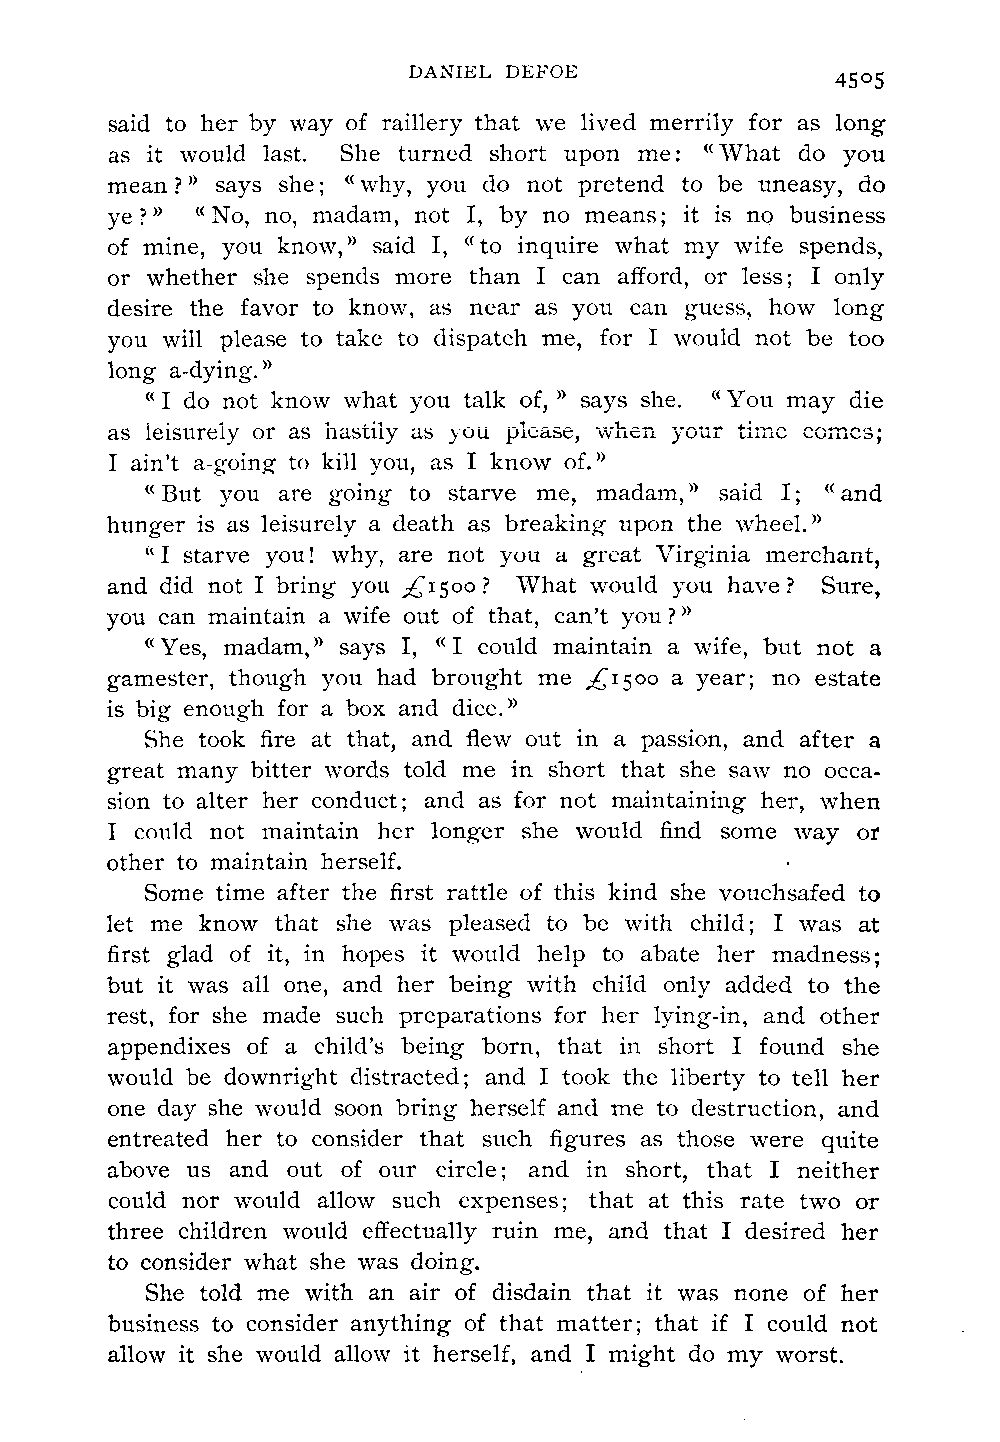 DANIEL DEFOE
4505
said to her by way of raillery that we lived merrily for as long
as it would last. She turned short upon me: «What do you
mean?» says she; «why, you do not pretend to be uneasy, do
ye?» «No, no, madam, not I, by no means; it is no business
of mine, you know,» said I, «to inquire what my wife spends,
or whether she spends more than I can afford, or less; I only
desire the favor to know, as near as you can guess, how long
you will please to take to dispatch me, for I would not be too
long a-dying.»
«I do not know what you talk of,» says she. «You may die
as leisurely or as hastily as you please, when your time comes;
I ain't a-going to kill you, as I know of.»
«But you are going to starve me, madam,» said I; «and
hunger is as leisurely a death as breaking upon the wheel.»
«I starve you! why, are not you a great Virginia merchant,
and did not I bring you £1500? What would you have? Sure,
you can maintain a wife out of that, can't you?»
«Yes, madam,» says I, «I could maintain a wife, but not a
gamester, though you had brought me £1500 a year; no estate
is big enough for a box and dice.»
She took fire at that, and flew out in a passion, and after a
great many bitter words told me in short that she saw no occa-
sion to alter her conduct; and as for not maintaining her, when
I could not maintain her longer she would find some way or
other to maintain herself.
Some time after the first rattle of this kind she vouchsafed to
let me know that she was pleased to be with child; I was at
first glad of it, in hopes it would help to abate her madness;
but it was all one, and her being with child only added to the
rest, for she made such preparations for her lying-in, and other
appendixes of a child's being born, that in short I found she
would be downright distracted; and I took the liberty to tell her
one day she would soon bring herself and me to destruction, and
entreated her to consider that such figures as those were quite
above us and out of our circle; and in short, that I neither
could nor would allow such expenses; that at this rate two or
three children would effectually ruin me, and that I desired her
to consider what she was doing.
She told me with an air of disdain that it was none of her
business to consider anything of that matter; that if I could not
allow it she would allow it herself, and I might do my worst.